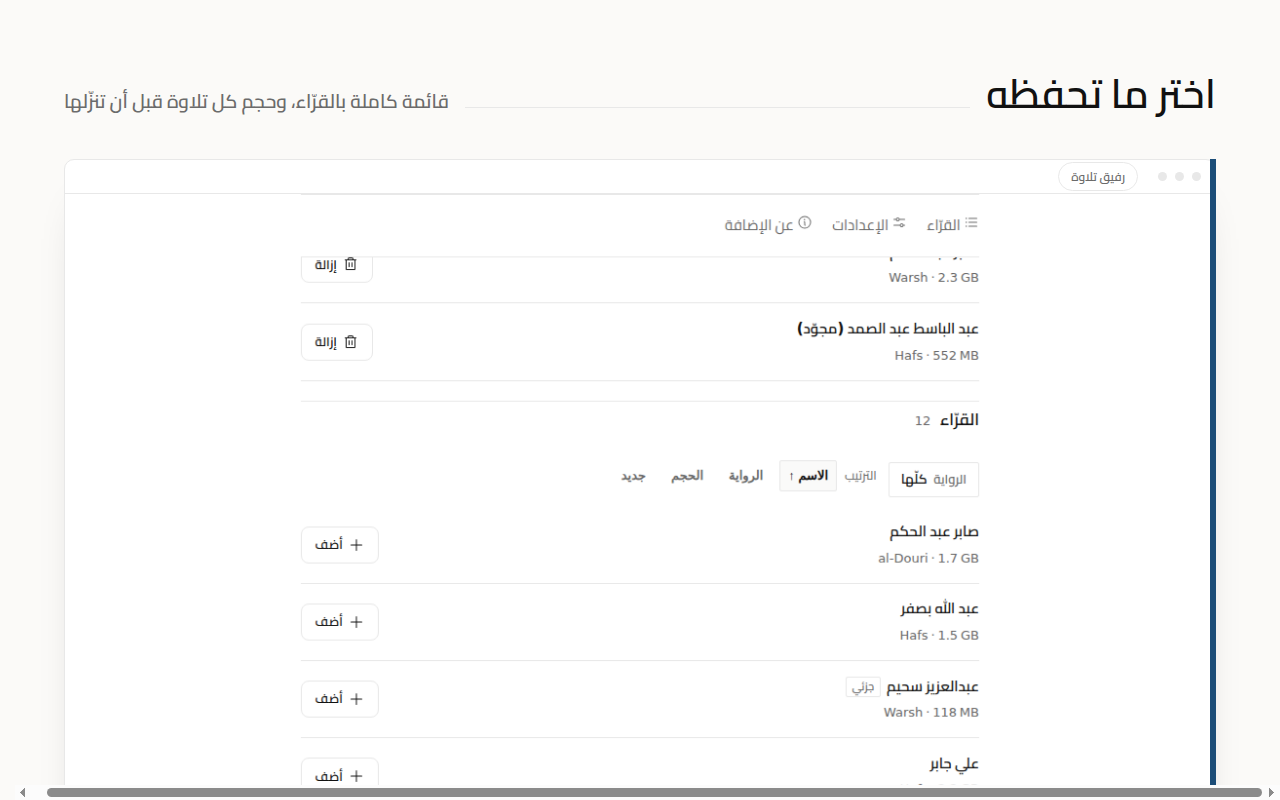 اختر ما تحفظه
قائمة كاملة بالقرّاء، وحجم كل تلاوة قبل أن تنزّلها
رفيق تلاوة
القرّاء الإعدادات عن الإضافة
إزالة
Warsh · 2.3 GB
عبد الباسط عبد الصمد (مجوّد)
Hafs · 552 MB
إزالة
القرّاء 12
الرواية كلّها الترتيب الاسم ↑ الرواية الحجم جديد
صابر عبد الحكم
al-Douri · 1.7 GB
أضف
عبد الله بصفر
Hafs · 1.5 GB
أضف
عبدالعزيز سحيم جزئي
Warsh · 118 MB
أضف
علي جابر
أضف